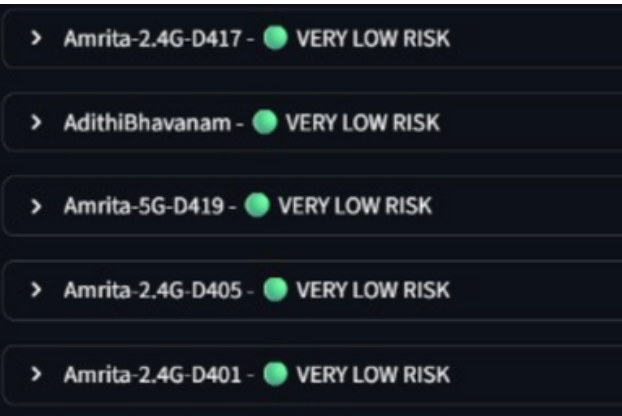 Amrita-2.4G-D417 - 🟢 VERY LOW RISK
AdithiBhavanam - 🟢 VERY LOW RISK
Amrita-5G-D419 - 🟢 VERY LOW RISK
Amrita-2.4G-D405 - 🟢 VERY LOW RISK
Amrita-2.4G-D401 - 🟢 VERY LOW RISK